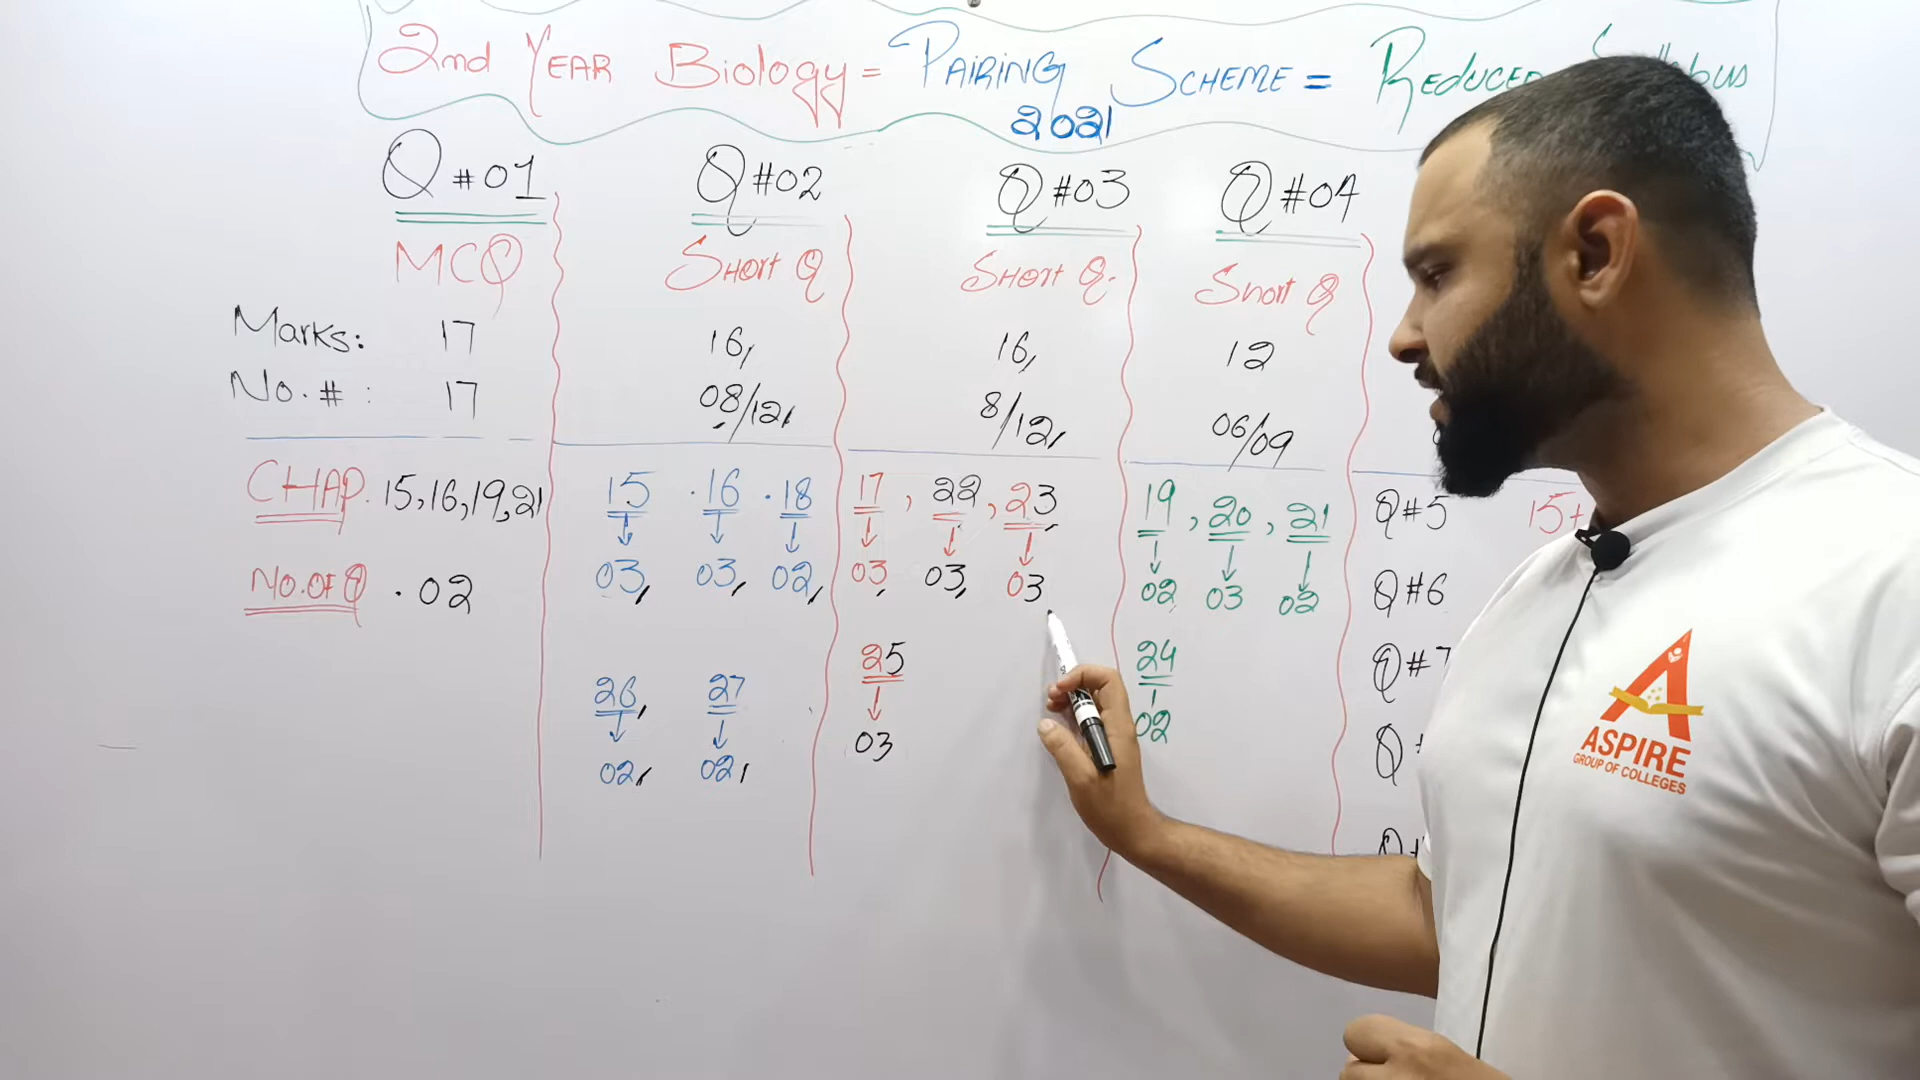 2nd YEAR Biology = PAIRING SCHEME = REDUCED Syllabus
2021
Q #01 Q #02 Q #03 Q #04
MCQ SHORT Q SHORT Q. SHORT Q
Marks: 17 16, 16, 12
No. # : 17 08/12, 8/12, 06/09
CHAP. 15,16,19,21 15 . 16 . 18 17 , 22 , 23, 19 , 20 , 21 Q#5 15+
NO.OF Q . 02 03, 03, 02, 03, 03, 03 02 03 02 Q#6
26, 27 25 24 Q#7
02, 02, 03 02
ASPIRE
GROUP OF COLLEGES